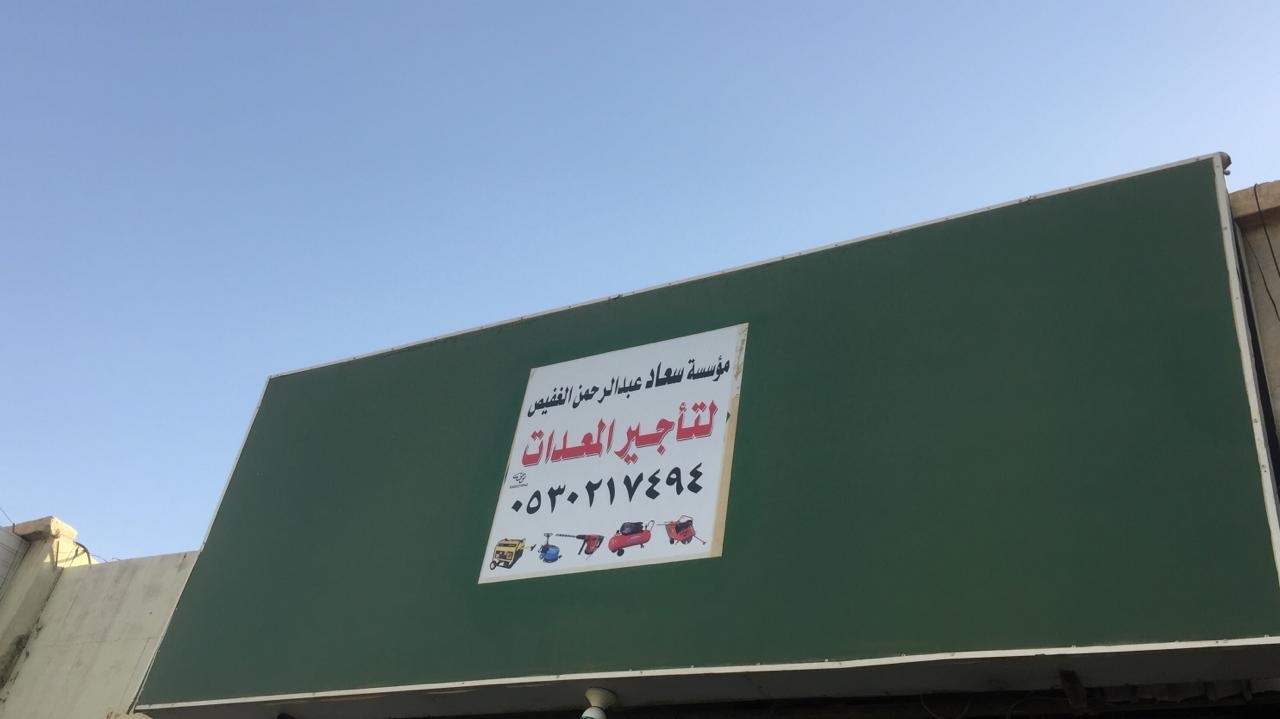 مؤسسة سعاد عبدالرحمن الغفيص
لتأجير المعدات
٠٥٣٠٢١٧٤٩٤